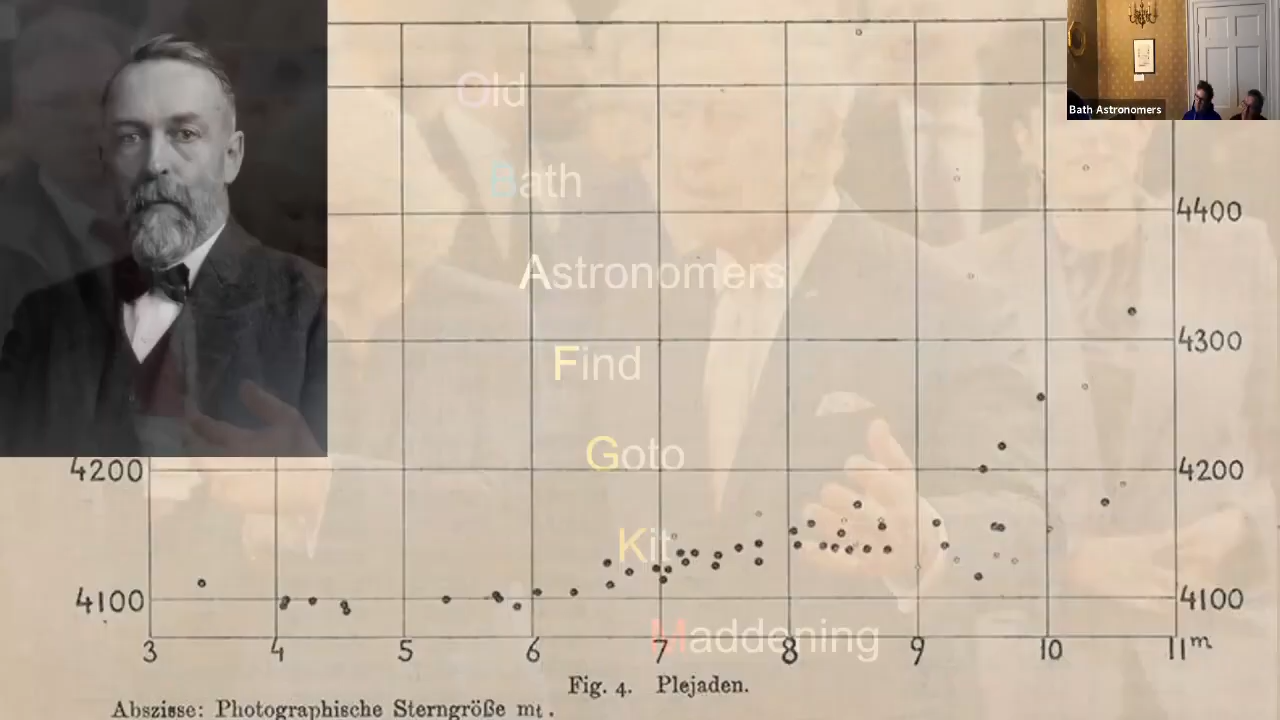 Old
Bath
Astronomers
Find
Goto
Kit
Maddening
Bath Astronomers
4400
4300
4200
4200
4100
4100
3 4 5 6 7 8 9 10 11m
Fig. 4. Plejaden.
Abszisse: Photographische Sterngröße mt.